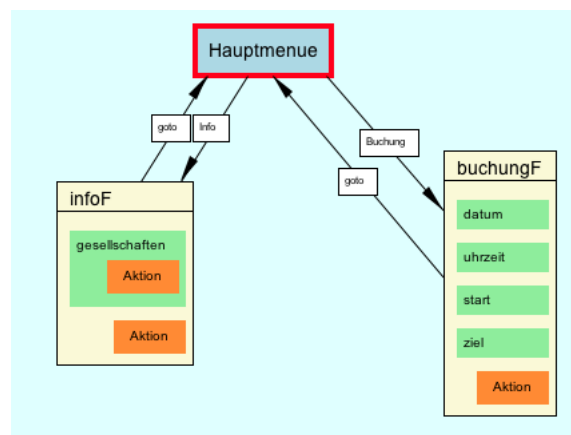 Hauptmenue
goto
Info
Buchung
goto
infoF
gesellschaften
Aktion
Aktion
buchungF
datum
uhrzeit
start
ziel
Aktion